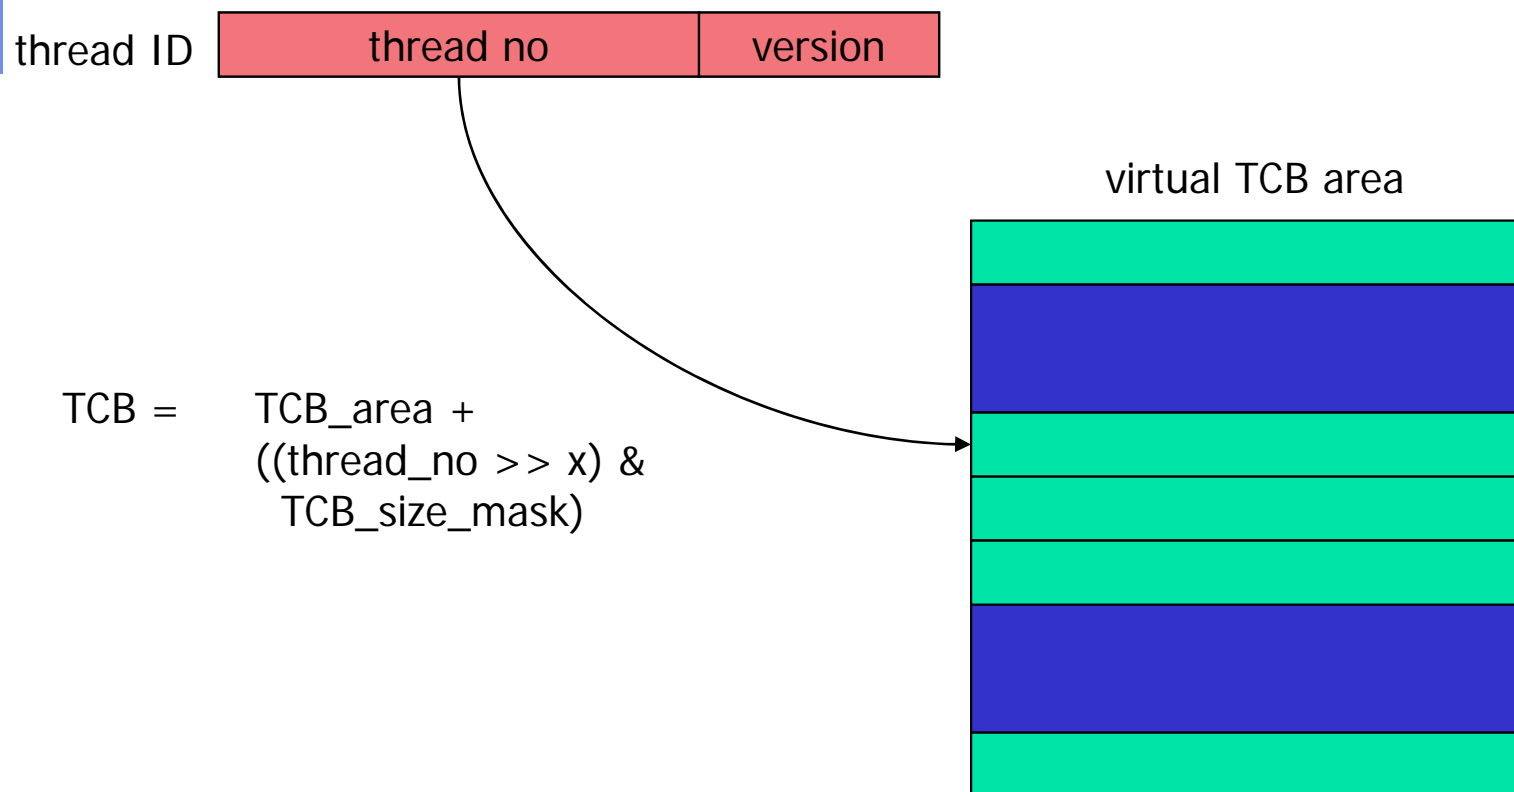 thread ID thread no version
virtual TCB area
TCB = TCB_area +
((thread_no >> x) &
TCB_size_mask)